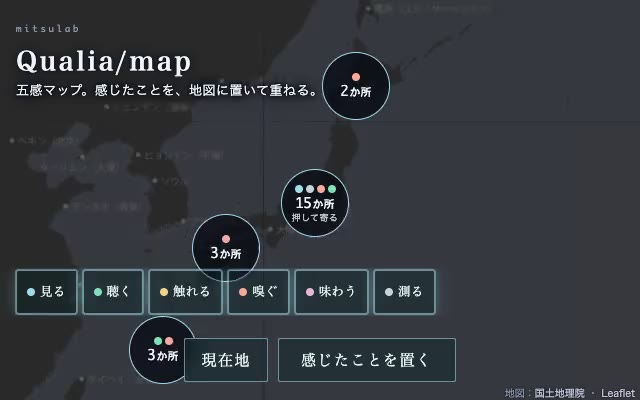 mitsulab
Qualia/map
五感マップ。感じたことを、地図に置いて重ねる。
2か所
15か所
押して寄る
3か所
見る
聴く
触れる
嗅ぐ
味わう
測る
3か所
現在地
感じたことを置く
地図：国土地理院 · Leaflet